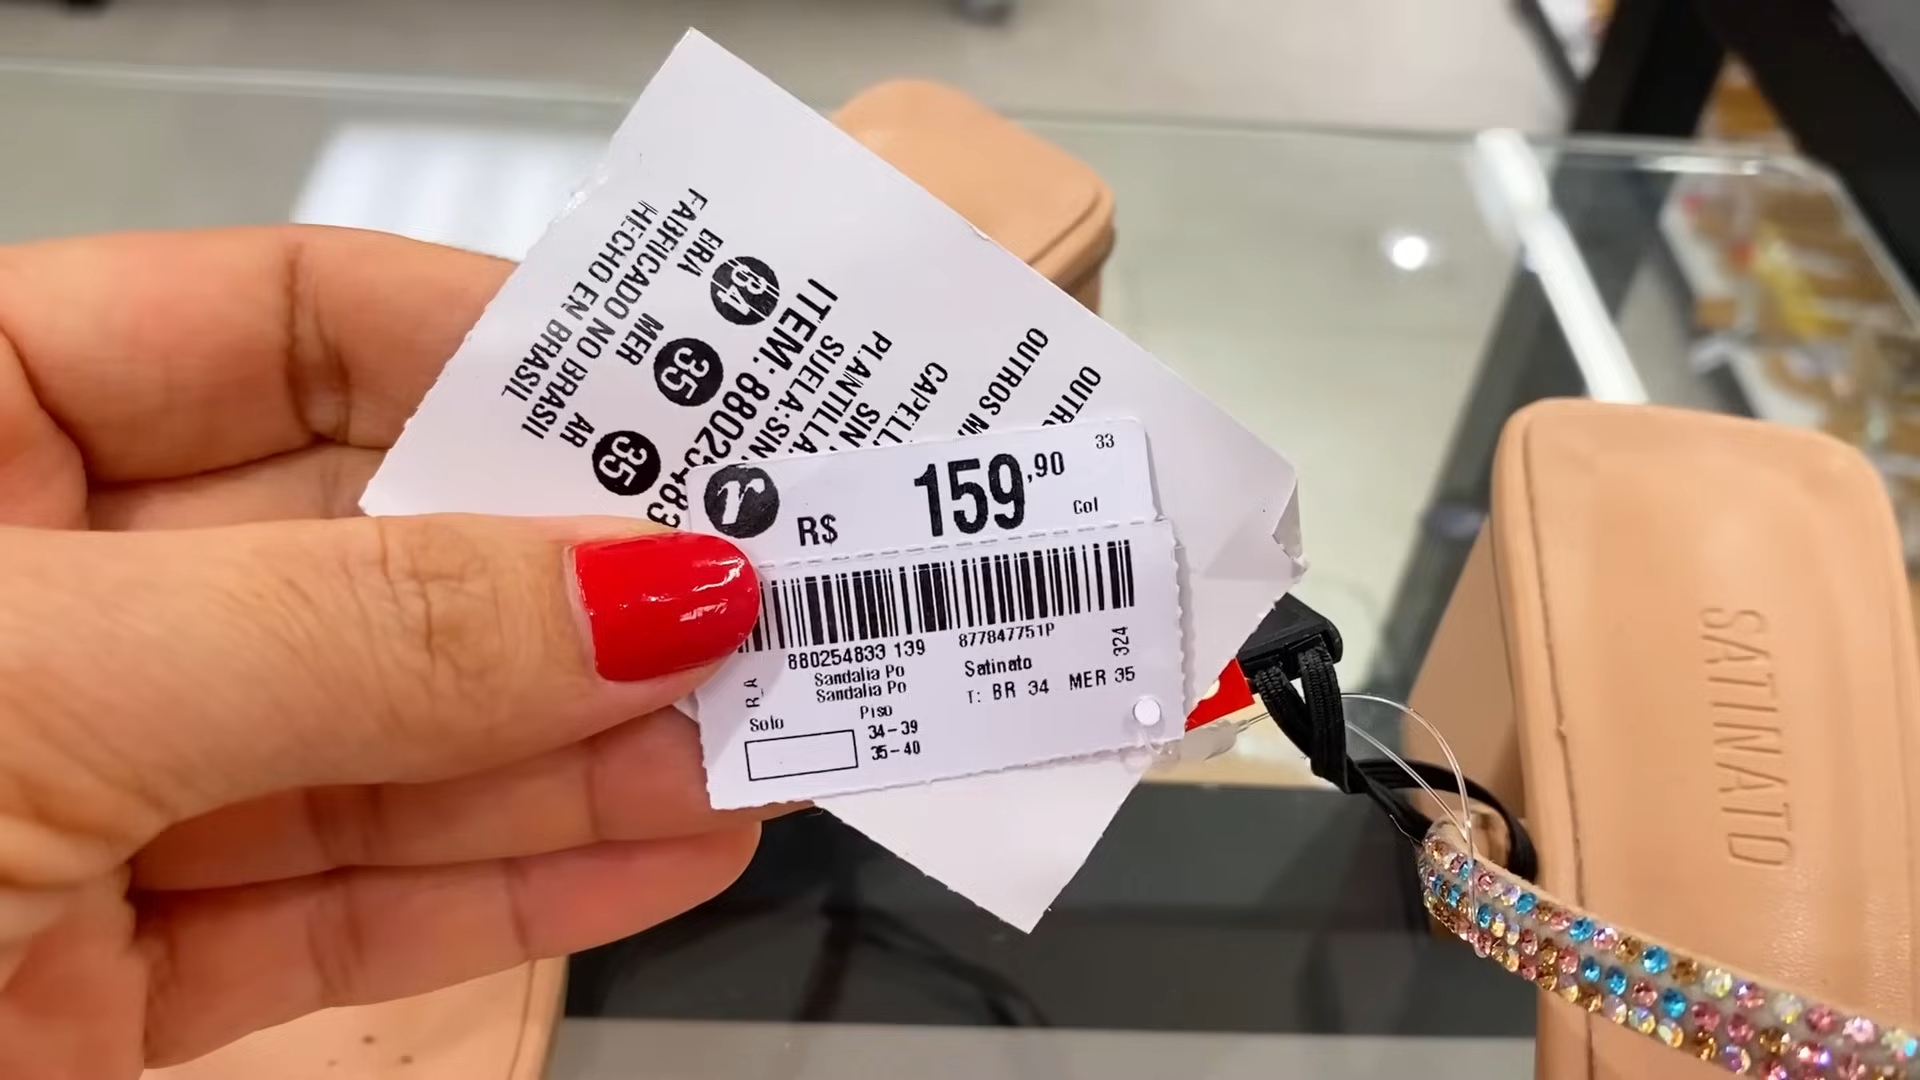 FABRICADO NO BRASIL
HECHO EN BRASIL
BRA MER AR
34 35 35
ITEM: 880254833
SUELA: SIN
PLANTILLA
SIN
CAPELL
OUTROS M
OUTR
33
R$ 159,90
Col
880254833 139 877847751P
324
Sandalia Po Satinato
Sandalia Po T: BR 34 MER 35
Solo Piso
34-39
35-40
SATINATO